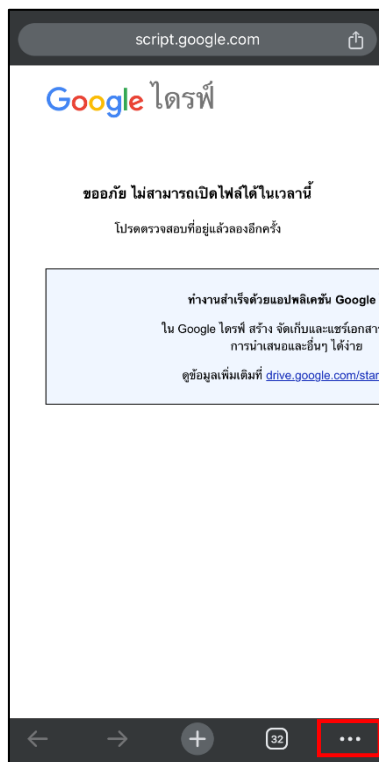 script.google.com
Google ไดรฟ์
ขออภัย ไม่สามารถเปิดไฟล์ได้ในเวลานี้
โปรดตรวจสอบที่อยู่แล้วลองอีกครั้ง
ทำงานสำเร็จด้วยแอปพลิเคชัน Google
ใน Google ไดรฟ์ สร้าง จัดเก็บและแชร์เอกสาร
การนำเสนอและอื่นๆ ได้ง่าย
ดูข้อมูลเพิ่มเติมที่ drive.google.com/star
32